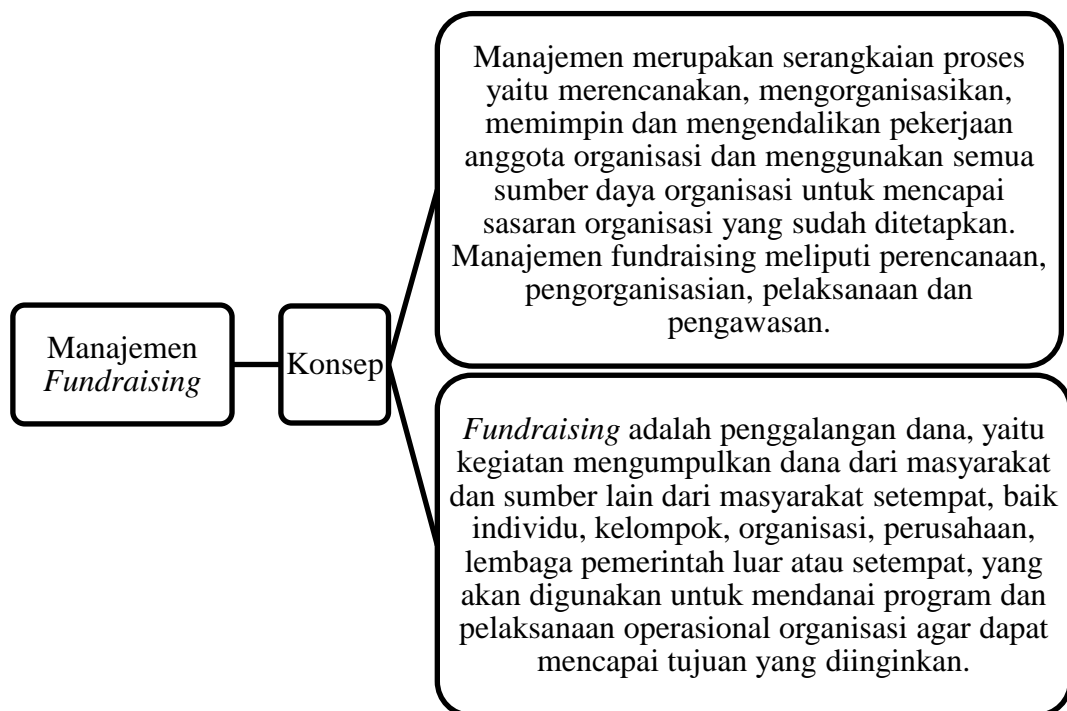 Manajemen
Fundraising
Konsep
Manajemen merupakan serangkaian proses
yaitu merencanakan, mengorganisasikan,
memimpin dan mengendalikan pekerjaan
anggota organisasi dan menggunakan semua
sumber daya organisasi untuk mencapai
sasaran organisasi yang sudah ditetapkan.
Manajemen fundraising meliputi perencanaan,
pengorganisasian, pelaksanaan dan
pengawasan.
Fundraising adalah penggalangan dana, yaitu
kegiatan mengumpulkan dana dari masyarakat
dan sumber lain dari masyarakat setempat, baik
individu, kelompok, organisasi, perusahaan,
lembaga pemerintah luar atau setempat, yang
akan digunakan untuk mendanai program dan
pelaksanaan operasional organisasi agar dapat
mencapai tujuan yang diinginkan.